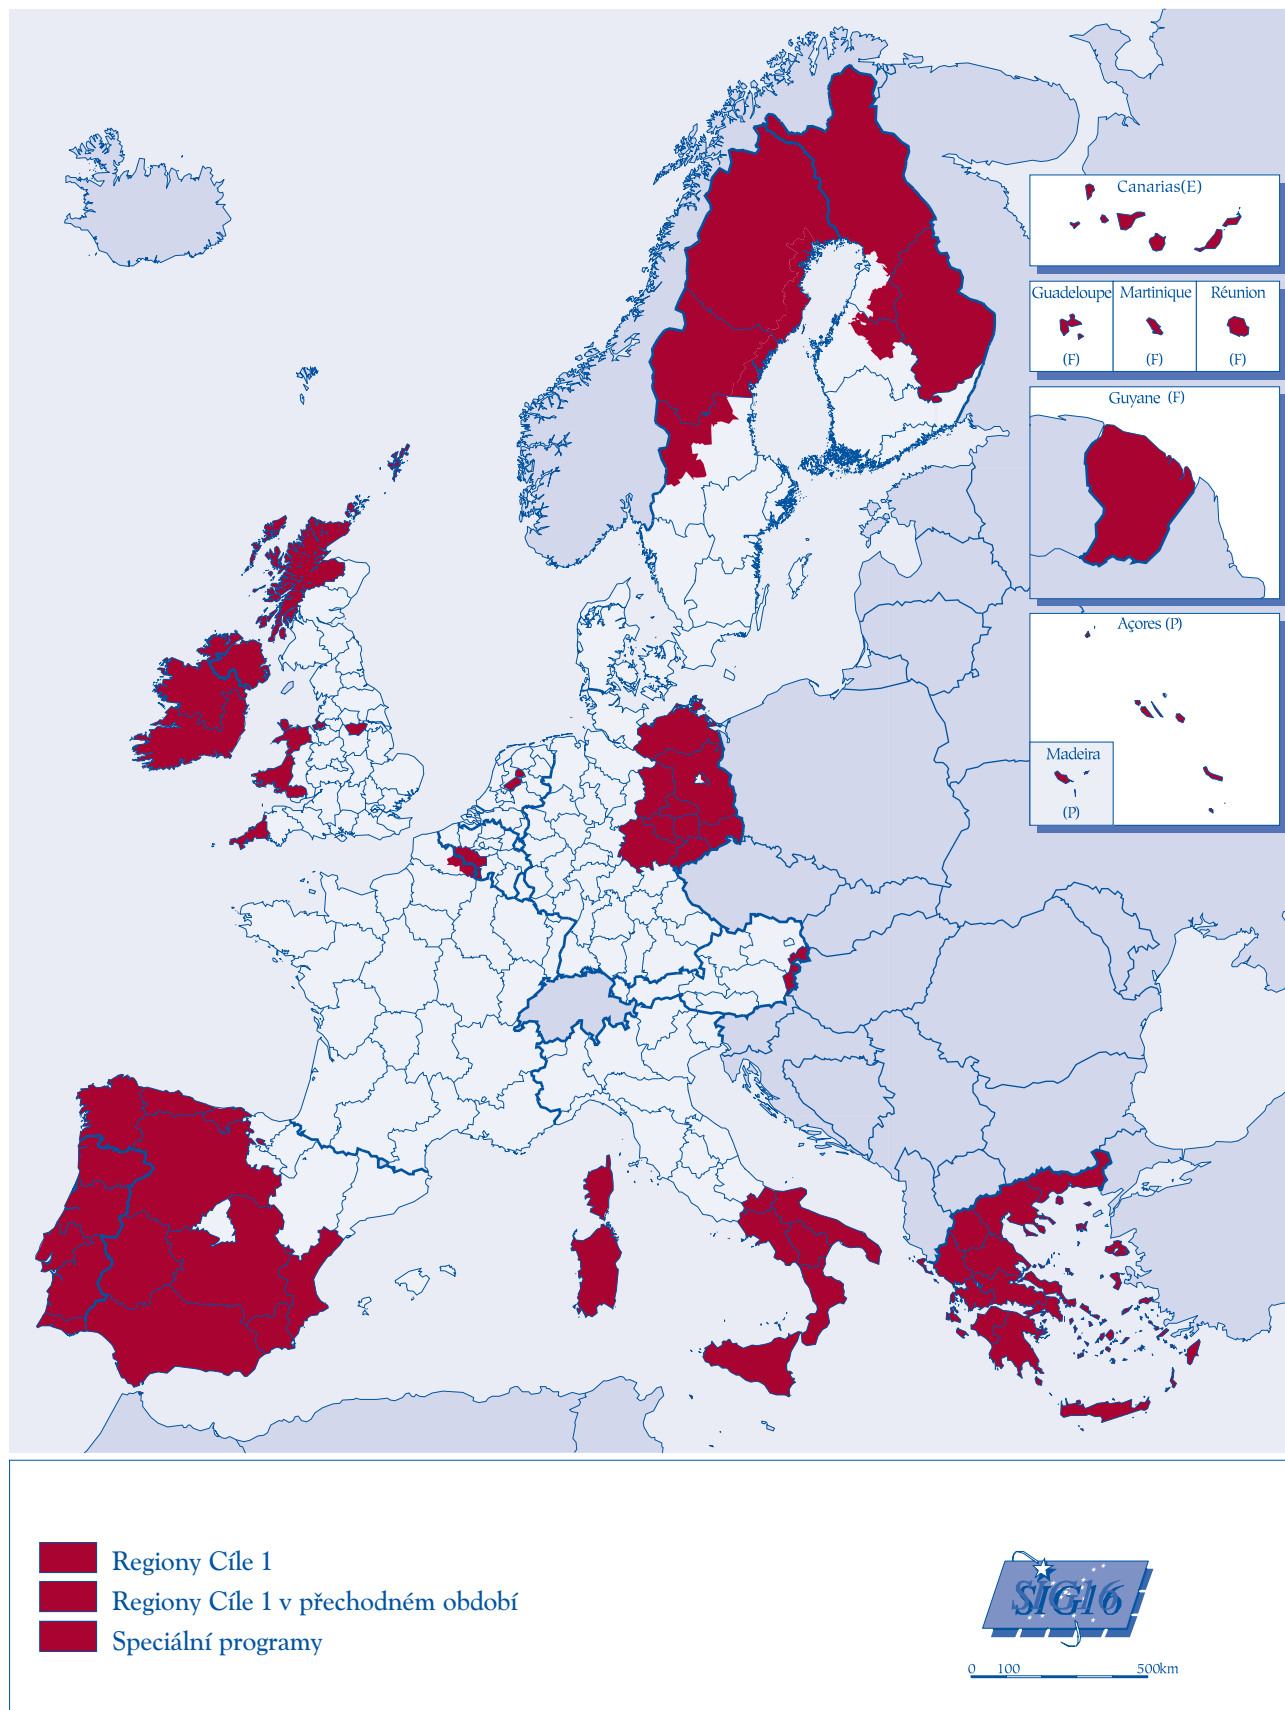 Canarias(E)
Guadeloupe Martinique Réunion
(F) (F) (F)
Guyane (F)
Açores (P)
Madeira
(P)
Regiony Cíle 1
Regiony Cíle 1 v přechodném období
Speciální programy
SIG16
0 100 500km